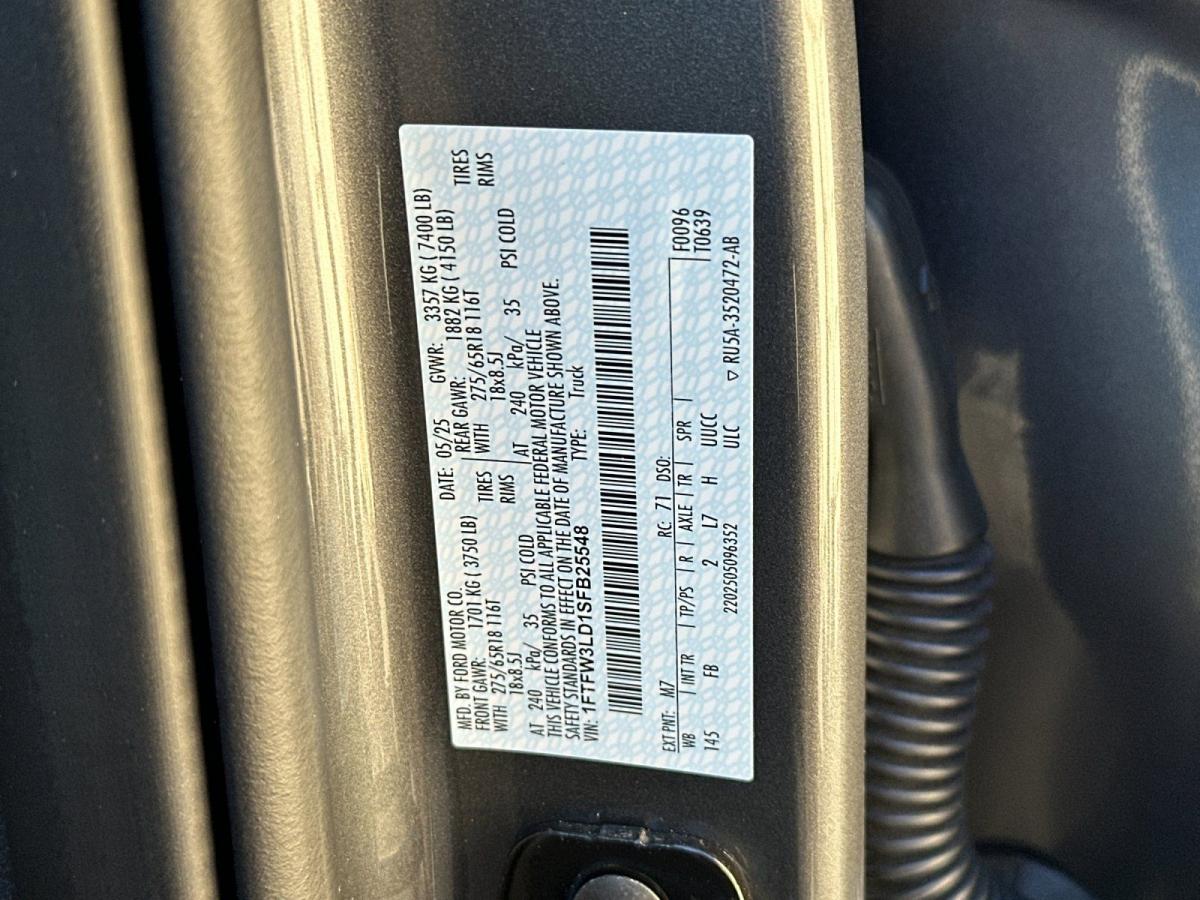 MFD. BY FORD MOTOR CO. DATE: 05/25 GVWR: 3357 KG ( 7400 LB)
FRONT GAWR: 1701 KG ( 3750 LB) REAR GAWR: 1882 KG ( 4150 LB)
WITH 275/65R18 116T TIRES WITH 275/65R18 116T TIRES
18x8.5J RIMS 18x8.5J RIMS
AT 240 kPa/ 35 PSI COLD AT 240 kPa/ 35 PSI COLD
THIS VEHICLE CONFORMS TO ALL APPLICABLE FEDERAL MOTOR VEHICLE
SAFETY STANDARDS IN EFFECT ON THE DATE OF MANUFACTURE SHOWN ABOVE.
VIN: 1FTFW3LD1SFB25548 TYPE: Truck
EXT PNT: M7 RC: 71 DSO: F0096
WB INT TR TP/PS R AXLE TR SPR T0639
145 FB 2 L7 H UUCC
2202505096352 ULC ▽ RU5A-3520472-AB